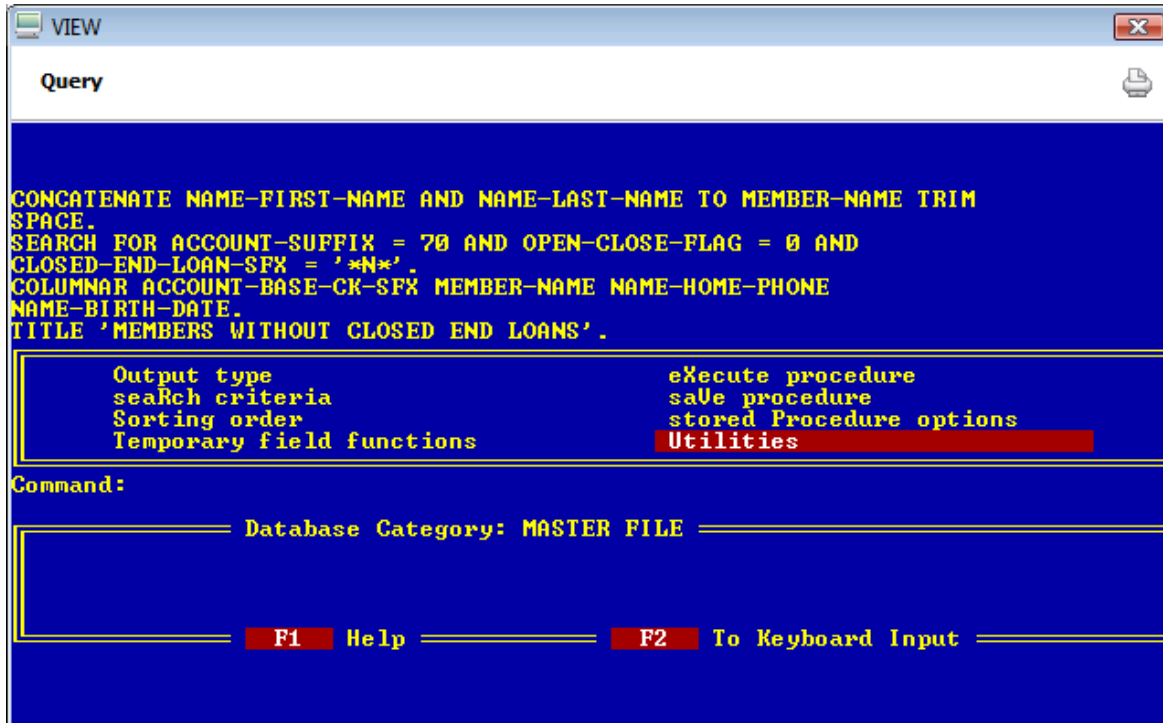 VIEW
Query
CONCATENATE NAME-FIRST-NAME AND NAME-LAST-NAME TO MEMBER-NAME TRIM
SPACE.
SEARCH FOR ACCOUNT-SUFFIX = 70 AND OPEN-CLOSE-FLAG = 0 AND
CLOSED-END-LOAN-SFX = '*N*'.
COLUMNAR ACCOUNT-BASE-CK-SFX MEMBER-NAME NAME-HOME-PHONE
NAME-BIRTH-DATE.
TITLE 'MEMBERS WITHOUT CLOSED END LOANS'.
Output type eXecute procedure
seaRch criteria saVe procedure
Sorting order stored Procedure options
Temporary field functions Utilities
Command:
Database Category: MASTER FILE
F1 Help F2 To Keyboard Input